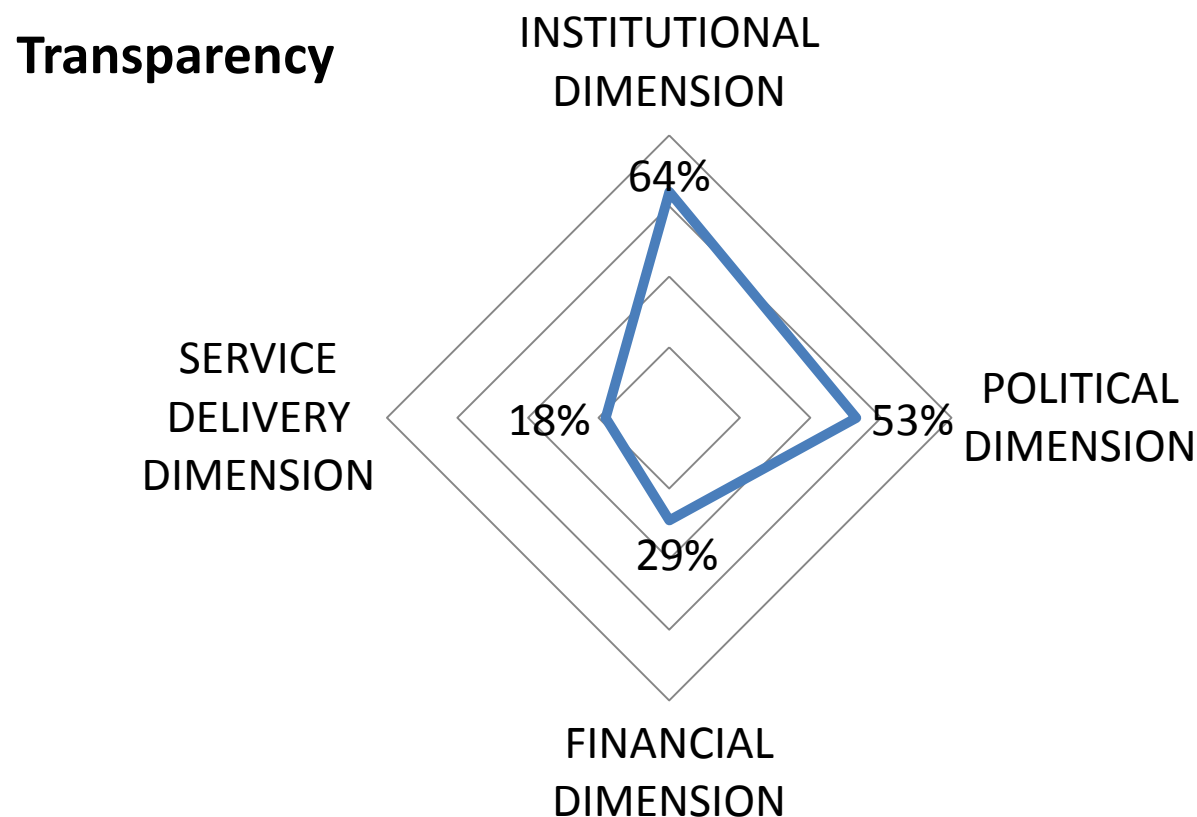 Transparency
INSTITUTIONAL
DIMENSION
64%
SERVICE
DELIVERY
DIMENSION
18%
53%
POLITICAL
DIMENSION
29%
FINANCIAL
DIMENSION